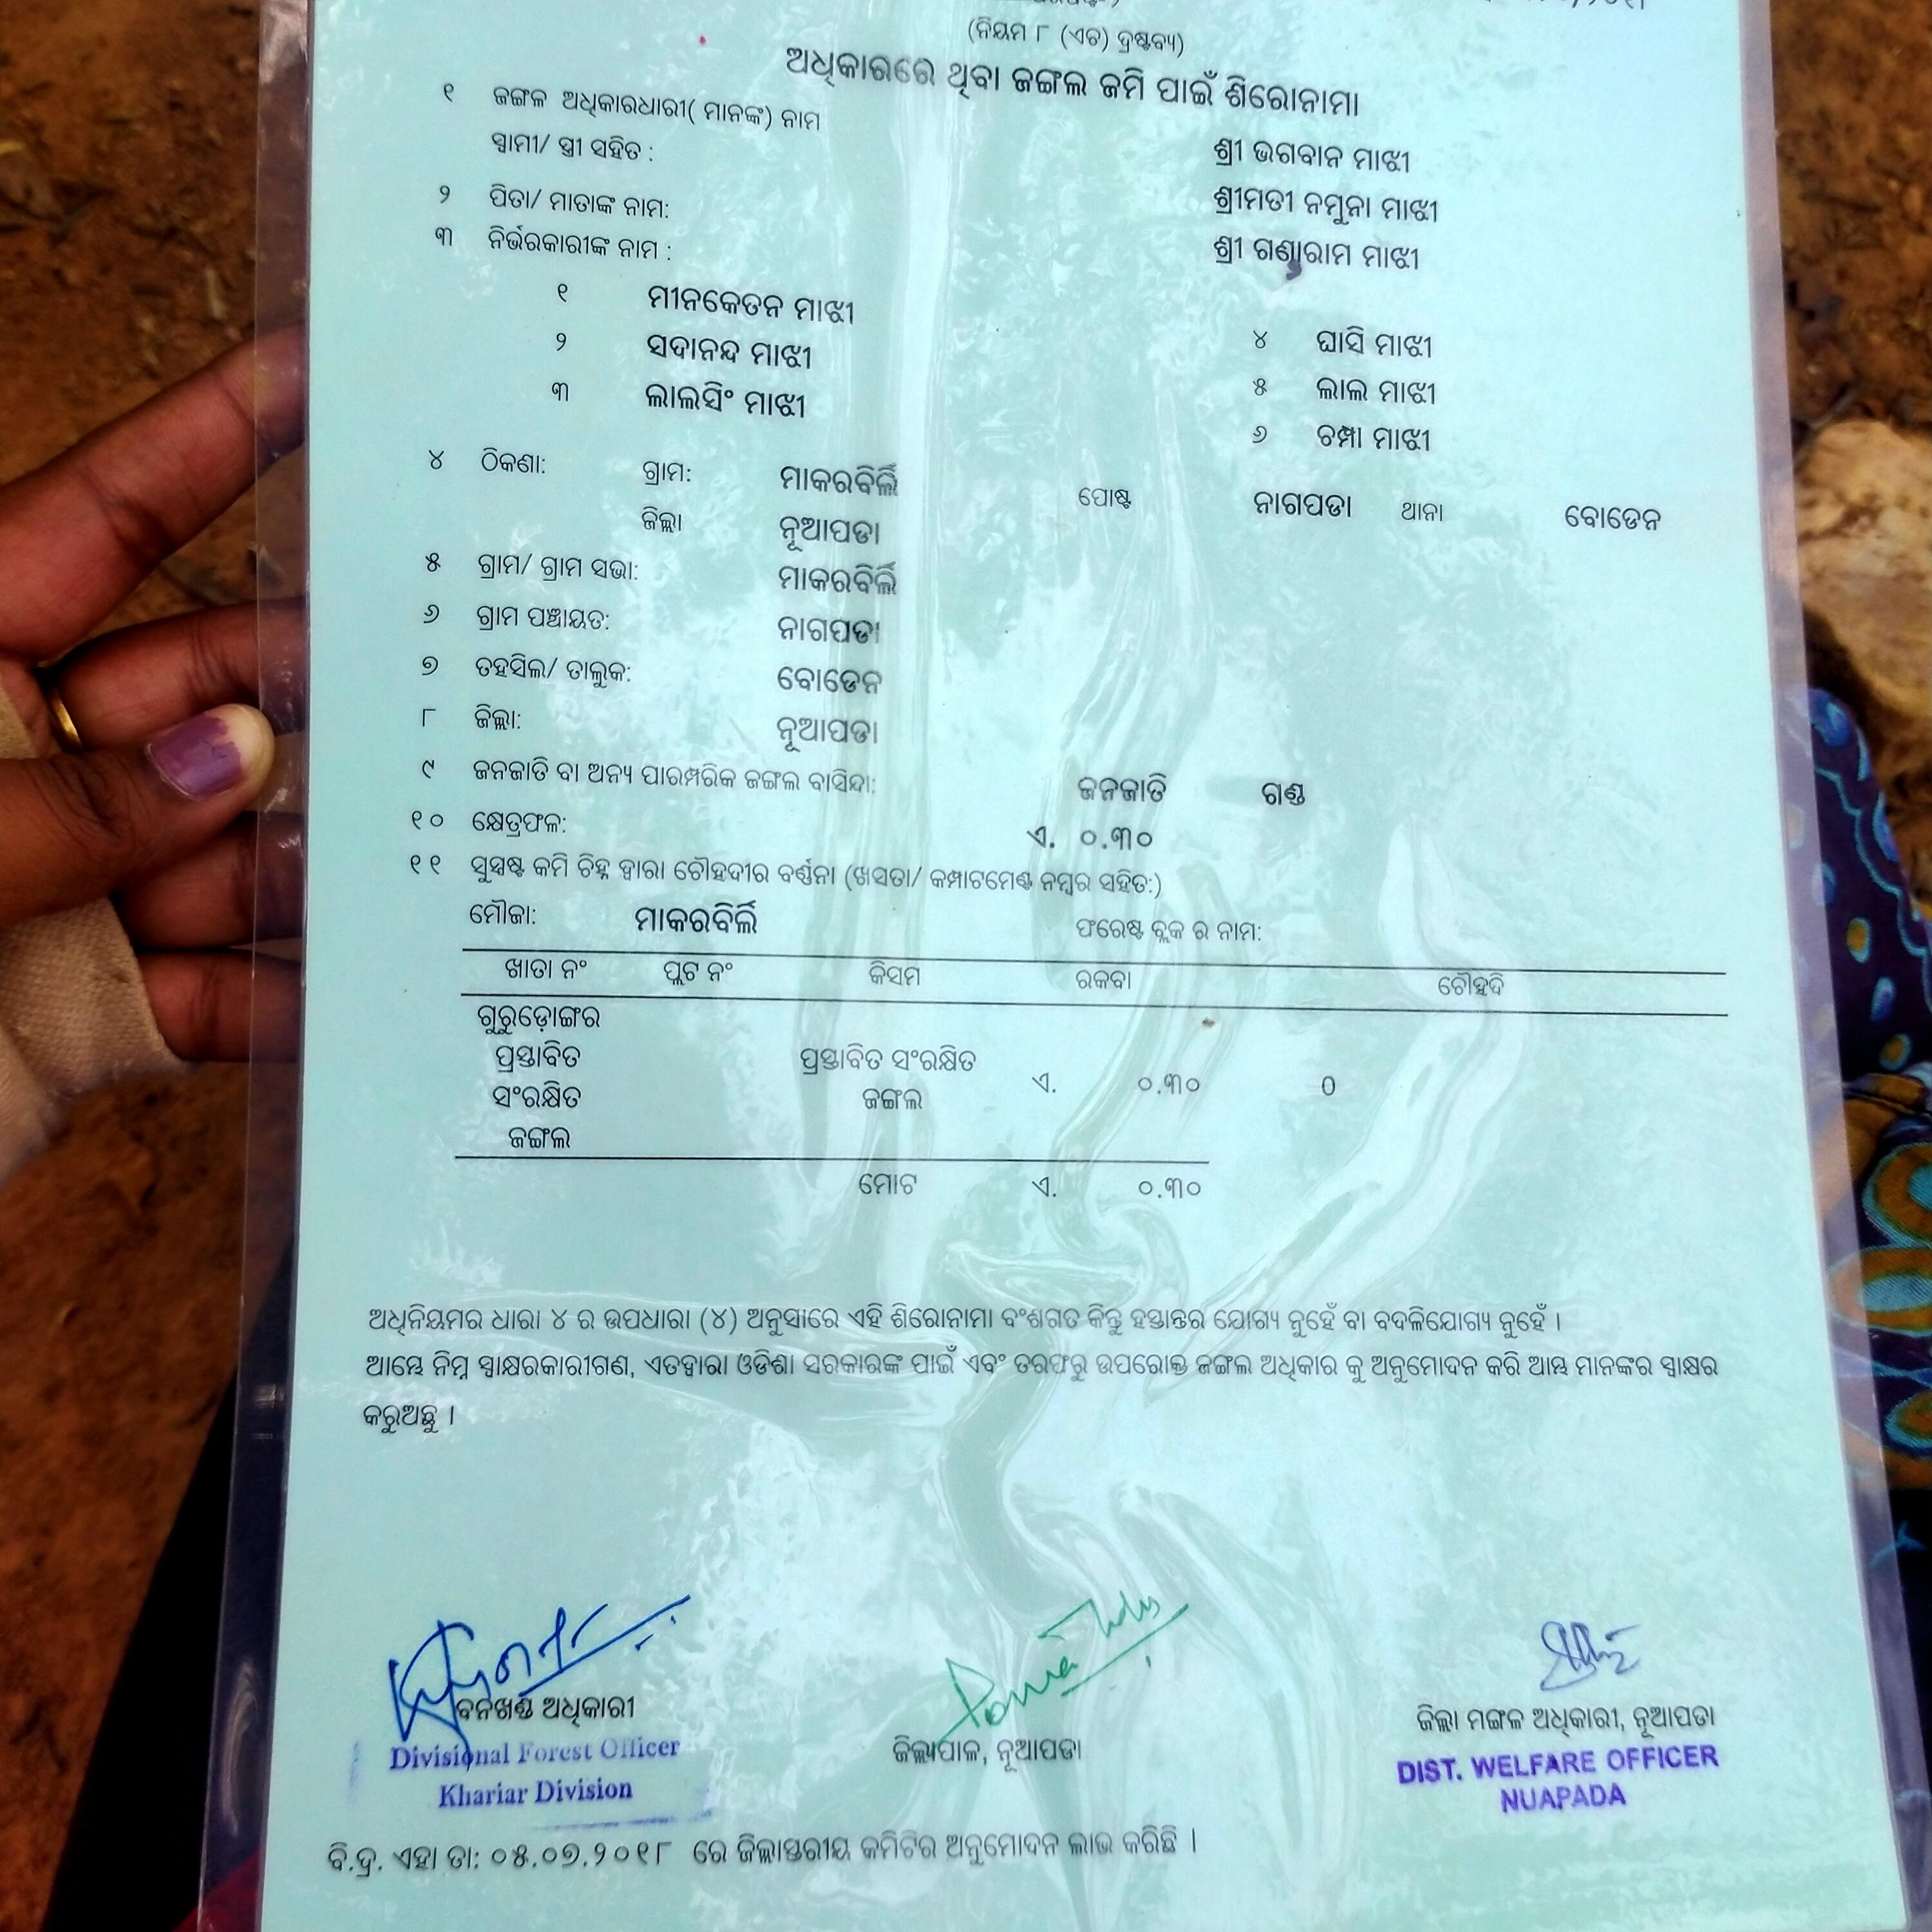 (ନିୟମ ୮ (ଏଚ) ଦ୍ରଷ୍ଟବ୍ୟ)
ଅଧିକାରରେ ଥିବା ଜଙ୍ଗଲ ଜମି ପାଇଁ ଶିରୋନାମା
୧ ଜଙ୍ଗଳ ଅଧିକାରଧାରୀ( ମାନଙ୍କ) ନାମ
ସ୍ୱାମୀ/ ସ୍ତ୍ରୀ ସହିତ : ଶ୍ରୀ ଭଗବାନ ମାଝୀ
୨ ପିତା/ ମାତାଙ୍କ ନାମ: ଶ୍ରୀମତୀ ନମୁନା ମାଝୀ
୩ ନିର୍ଭରକାରୀଙ୍କ ନାମ : ଶ୍ରୀ ଗଣ୍ଡାରାମ ମାଝୀ
୧ ମୀନକେତନ ମାଝୀ ୪ ଘାସି ମାଝୀ
୨ ସଦାନନ୍ଦ ମାଝୀ ୫ ଲାଲ ମାଝୀ
୩ ଲାଲସିଂ ମାଝୀ ୬ ଚମ୍ପା ମାଝୀ
୪ ଠିକଣା: ଗ୍ରାମ: ମାକରବିର୍ଲି ପୋଷ୍ଟ ନାଗପଡା ଥାନା ବୋଡେନ
ଜିଲ୍ଲା ନୂଆପଡା
୫ ଗ୍ରାମ/ ଗ୍ରାମ ସଭା: ମାକରବିର୍ଲି
୬ ଗ୍ରାମ ପଞ୍ଚାୟତ: ନାଗପଡା
୭ ତହସିଲ/ ତାଲୁକ: ବୋଡେନ
୮ ଜିଲ୍ଲା: ନୂଆପଡା
୯ ଜନଜାତି ବା ଅନ୍ୟ ପାରମ୍ପରିକ ଜଙ୍ଗଲ ବାସିନ୍ଦା: ଜନଜାତି ଗଣ୍ଡ
୧୦ କ୍ଷେତ୍ରଫଳ: ଏ. ୦.୩୦
୧୧ ସୁସ୍ପଷ୍ଟ କମି ଚିହ୍ନ ଦ୍ୱାରା ଚୌହଦୀର ବର୍ଣ୍ଣନା (ଖସଡା/ କମ୍ପାଟମେଣ୍ଟ ନମ୍ବର ସହିତ:)
ମୌଜା: ମାକରବିର୍ଲି ଫରେଷ୍ଟ ବ୍ଲକ ର ନାମ:
ଖାତା ନଂ ପ୍ଲଟ ନଂ କିସମ ରକବା ଚୌହଦି
ଗୁରୁଡ଼ୋଙ୍ଗର
ପ୍ରସ୍ତାବିତ ପ୍ରସ୍ତାବିତ ସଂରକ୍ଷିତ
ସଂରକ୍ଷିତ ଜଙ୍ଗଲ ଏ. ୦.୩୦ 0
ଜଙ୍ଗଲ
ମୋଟ ଏ. ୦.୩୦
ଅଧିନିୟମର ଧାରା ୪ ର ଉପଧାରା (୪) ଅନୁସାରେ ଏହି ଶିରୋନାମା ବଂଶଗତ କିନ୍ତୁ ହସ୍ତାନ୍ତର ଯୋଗ୍ୟ ନୁହେଁ ବା ବଦଳିଯୋଗ୍ୟ ନୁହେଁ ।
ଆମ୍ଭେ ନିମ୍ନ ସ୍ୱାକ୍ଷରକାରୀଗଣ, ଏତଦ୍ୱାରା ଓଡିଶା ସରକାରଙ୍କ ପାଇଁ ଏବଂ ତରଫରୁ ଉପରୋକ୍ତ ଜଙ୍ଗଲ ଅଧିକାର କୁ ଅନୁମୋଦନ କରି ଆମ୍ଭ ମାନଙ୍କର ସ୍ୱାକ୍ଷର
କରୁଅଛୁ ।
ବନଖଣ୍ଡ ଅଧିକାରୀ
Divisional Forest Officer
Khariar Division
ଜିଲ୍ଲାପାଳ, ନୂଆପଡା
ଜିଲ୍ଲା ମଙ୍ଗଳ ଅଧିକାରୀ, ନୂଆପଡା
DIST. WELFARE OFFICER
NUAPADA
ବି.ଦ୍ର. ଏହା ତା: ୦୫.୦୭.୨୦୧୮ ରେ ଜିଲ୍ଲାସ୍ତରୀୟ କମିଟିର ଅନୁମୋଦନ ଲାଭ କରିଛି ।